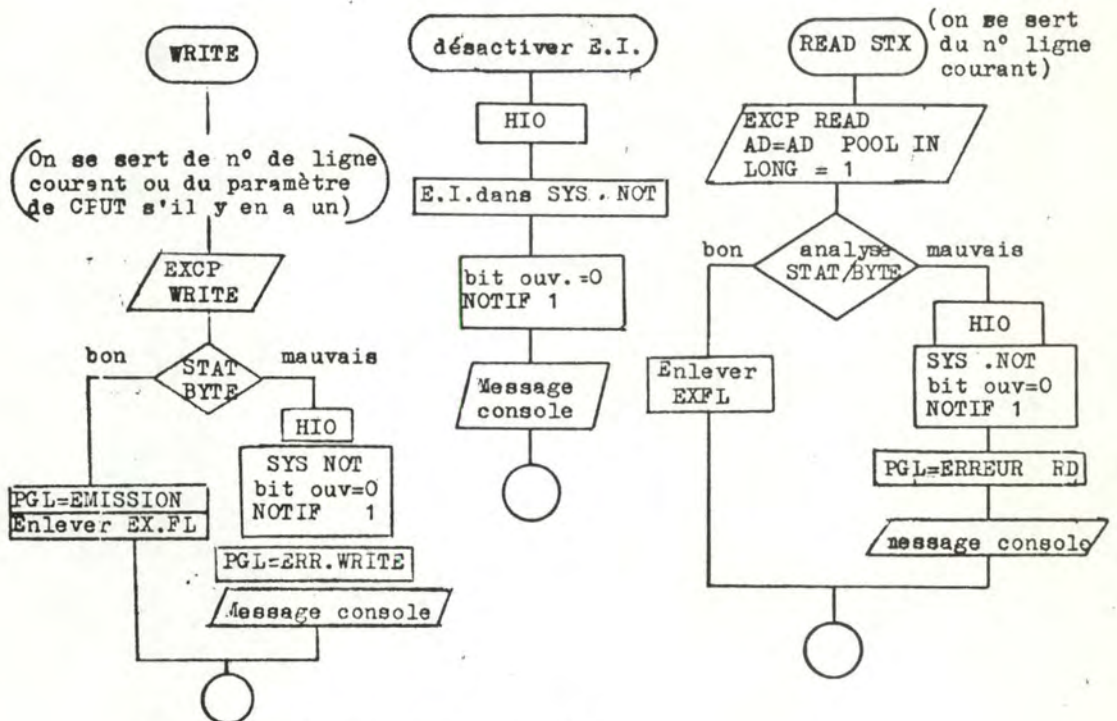 WRITE
(On se sert de n° de ligne
courant ou du paramètre
de CPUT s'il y en a un)
EXCP
WRITE
bon
mauvais
STAT
BYTE
HIO
SYS NOT
bit ouv=0
NOTIF 1
PGL=EMISSION
Enlever EX.FL
PGL=ERR.WRITE
Message console
désactiver E.I.
HIO
E.I.dans SYS . NOT
bit ouv.=0
NOTIF 1
Message
console
READ STX
(on se sert
du n° ligne
courant)
EXCP READ
AD=AD POOL IN
LONG = 1
bon
analyse
STAT/BYTE
mauvais
HIO
Enlever
EXFL
SYS .NOT
bit ouv=0
NOTIF 1
PGL=ERREUR RD
message console